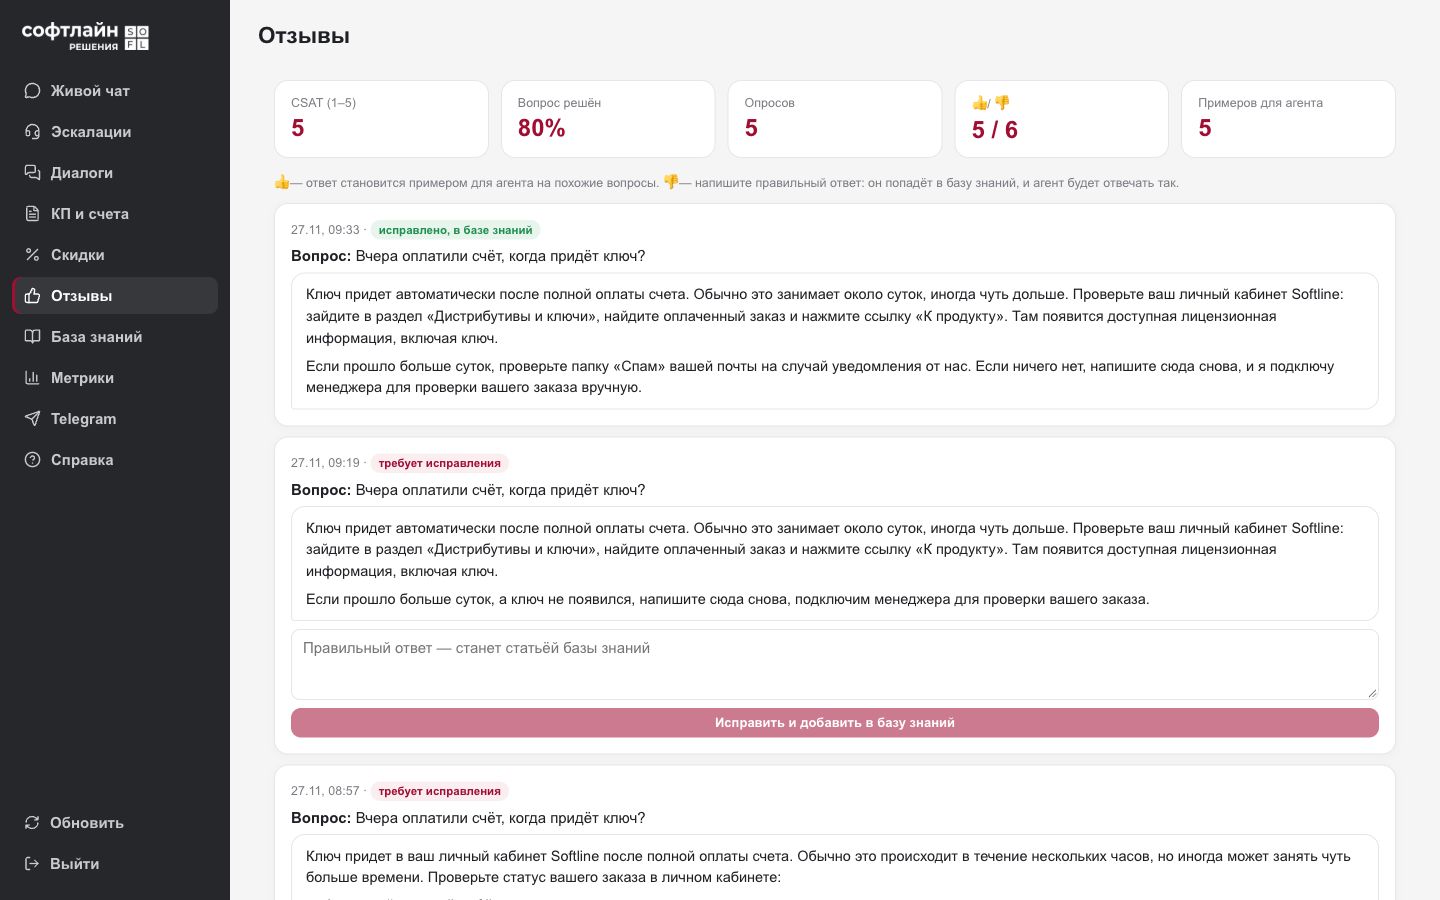 софтлайн
РЕШЕНИЯ
SO
FL
Живой чат
Эскалации
Диалоги
КП и счета
Скидки
Отзывы
База знаний
Метрики
Telegram
Справка
Обновить
Выйти
Отзывы
CSAT (1–5)
5
Вопрос решён
80%
Опросов
5
👍/ 👎
5 / 6
Примеров для агента
5
👍— ответ становится примером для агента на похожие вопросы. 👎— напишите правильный ответ: он попадёт в базу знаний, и агент будет отвечать так.
27.11, 09:33 · исправлено, в базе знаний
Вопрос: Вчера оплатили счёт, когда придёт ключ?
Ключ придет автоматически после полной оплаты счета. Обычно это занимает около суток, иногда чуть дольше. Проверьте ваш личный кабинет Softline:
зайдите в раздел «Дистрибутивы и ключи», найдите оплаченный заказ и нажмите ссылку «К продукту». Там появится доступная лицензионная
информация, включая ключ.
Если прошло больше суток, проверьте папку «Спам» вашей почты на случай уведомления от нас. Если ничего нет, напишите сюда снова, и я подключу
менеджера для проверки вашего заказа вручную.
27.11, 09:19 · требует исправления
Вопрос: Вчера оплатили счёт, когда придёт ключ?
Ключ придет автоматически после полной оплаты счета. Обычно это занимает около суток, иногда чуть дольше. Проверьте ваш личный кабинет Softline:
зайдите в раздел «Дистрибутивы и ключи», найдите оплаченный заказ и нажмите ссылку «К продукту». Там появится доступная лицензионная
информация, включая ключ.
Если прошло больше суток, а ключ не появился, напишите сюда снова, подключим менеджера для проверки вашего заказа.
Правильный ответ — станет статьёй базы знаний
Исправить и добавить в базу знаний
27.11, 08:57 · требует исправления
Вопрос: Вчера оплатили счёт, когда придёт ключ?
Ключ придет в ваш личный кабинет Softline после полной оплаты счета. Обычно это происходит в течение нескольких часов, но иногда может занять чуть
больше времени. Проверьте статус вашего заказа в личном кабинете: